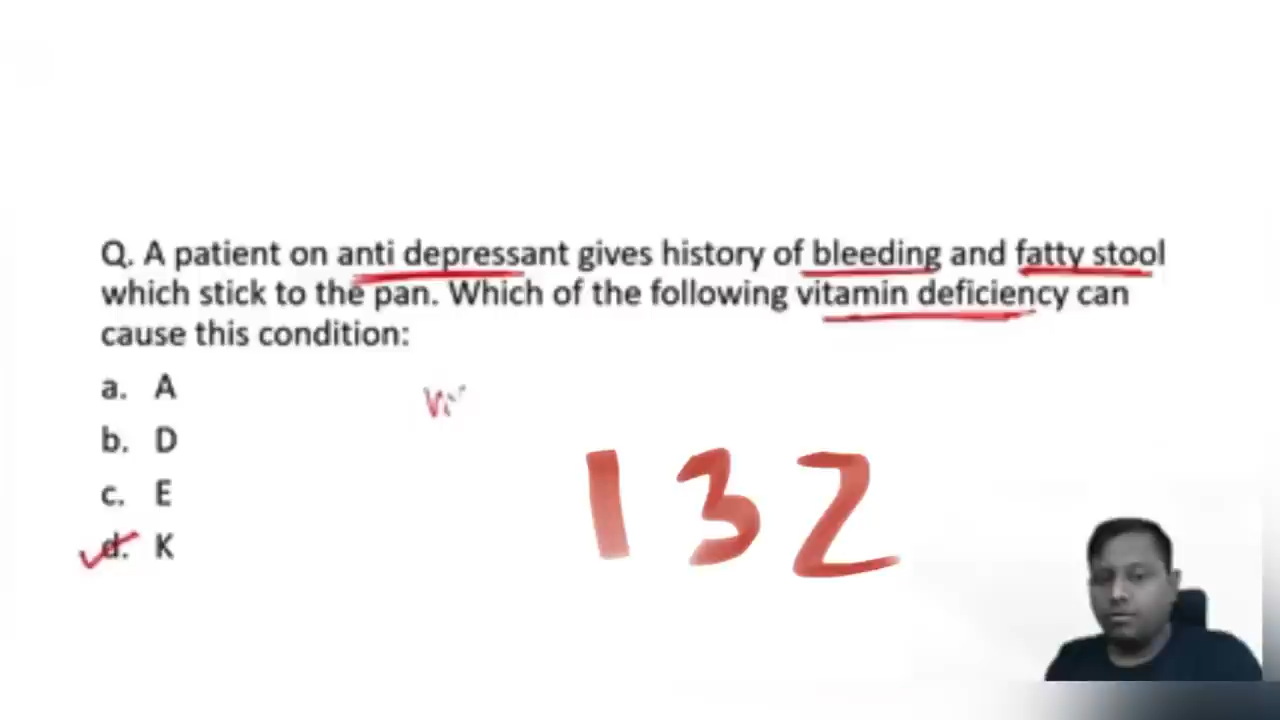 Q. A patient on anti depressant gives history of bleeding and fatty stool
which stick to the pan. Which of the following vitamin deficiency can
cause this condition:
a. A
b. D
c. E
d. K
132